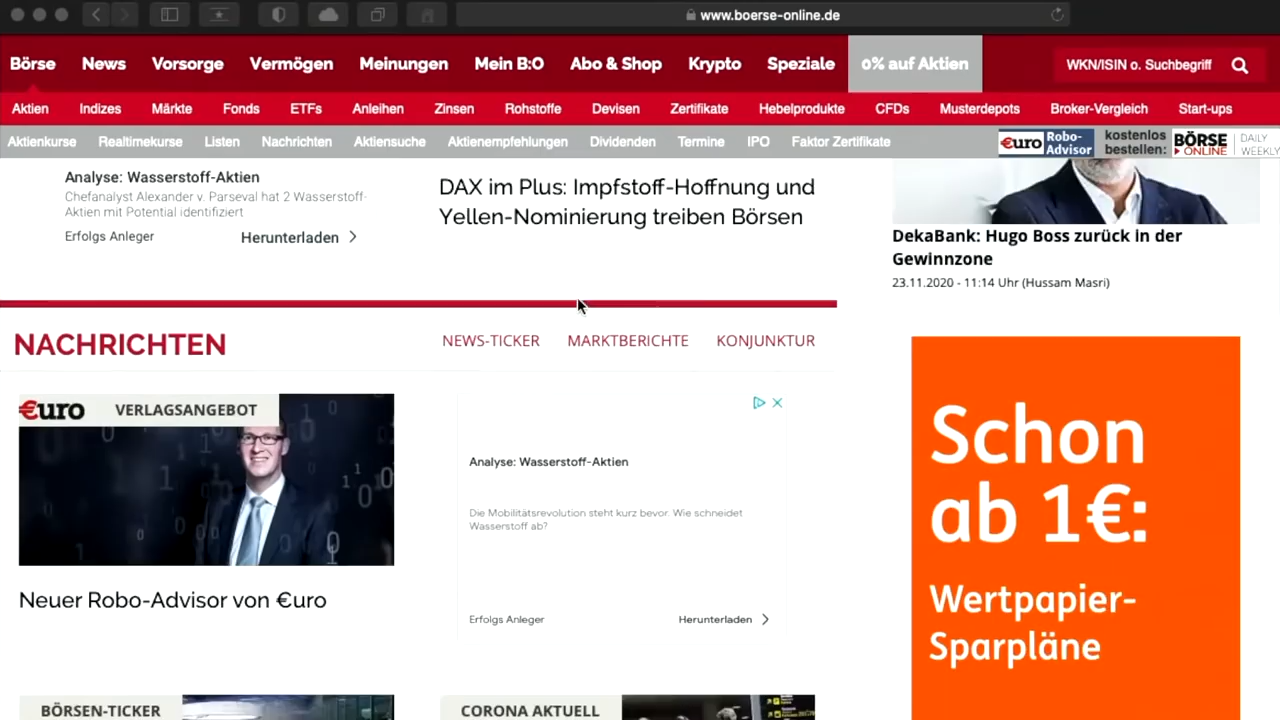 www.boerse-online.de
Börse News Vorsorge Vermögen Meinungen Mein B:O Abo & Shop Krypto Speziale 0% auf Aktien WKN/ISIN o. Suchbegriff
Aktien Indizes Märkte Fonds ETFs Anleihen Zinsen Rohstoffe Devisen Zertifikate Hebelprodukte CFDs Musterdepots Broker-Vergleich Start-ups
Aktienkurse Realtimekurse Listen Nachrichten Aktiensuche Aktienempfehlungen Dividenden Termine IPO Faktor Zertifikate
€uro Robo-Advisor
kostenlos bestellen:
BÖRSE ONLINE
DAILY
WEEKLY
Analyse: Wasserstoff-Aktien
Chefanalyst Alexander v. Parseval hat 2 Wasserstoff-
Aktien mit Potential identifiziert
Erfolgs Anleger Herunterladen
DAX im Plus: Impfstoff-Hoffnung und
Yellen-Nominierung treiben Börsen
DekaBank: Hugo Boss zurück in der
Gewinnzone
23.11.2020 - 11:14 Uhr (Hussam Masri)
NACHRICHTEN
NEWS-TICKER MARKTBERICHTE KONJUNKTUR
€uro VERLAGSANGEBOT
Neuer Robo-Advisor von €uro
Analyse: Wasserstoff-Aktien
Die Mobilitätsrevolution steht kurz bevor. Wie schneidet
Wasserstoff ab?
Erfolgs Anleger Herunterladen
Schon
ab 1€:
Wertpapier-
Sparpläne
BÖRSEN-TICKER
CORONA AKTUELL